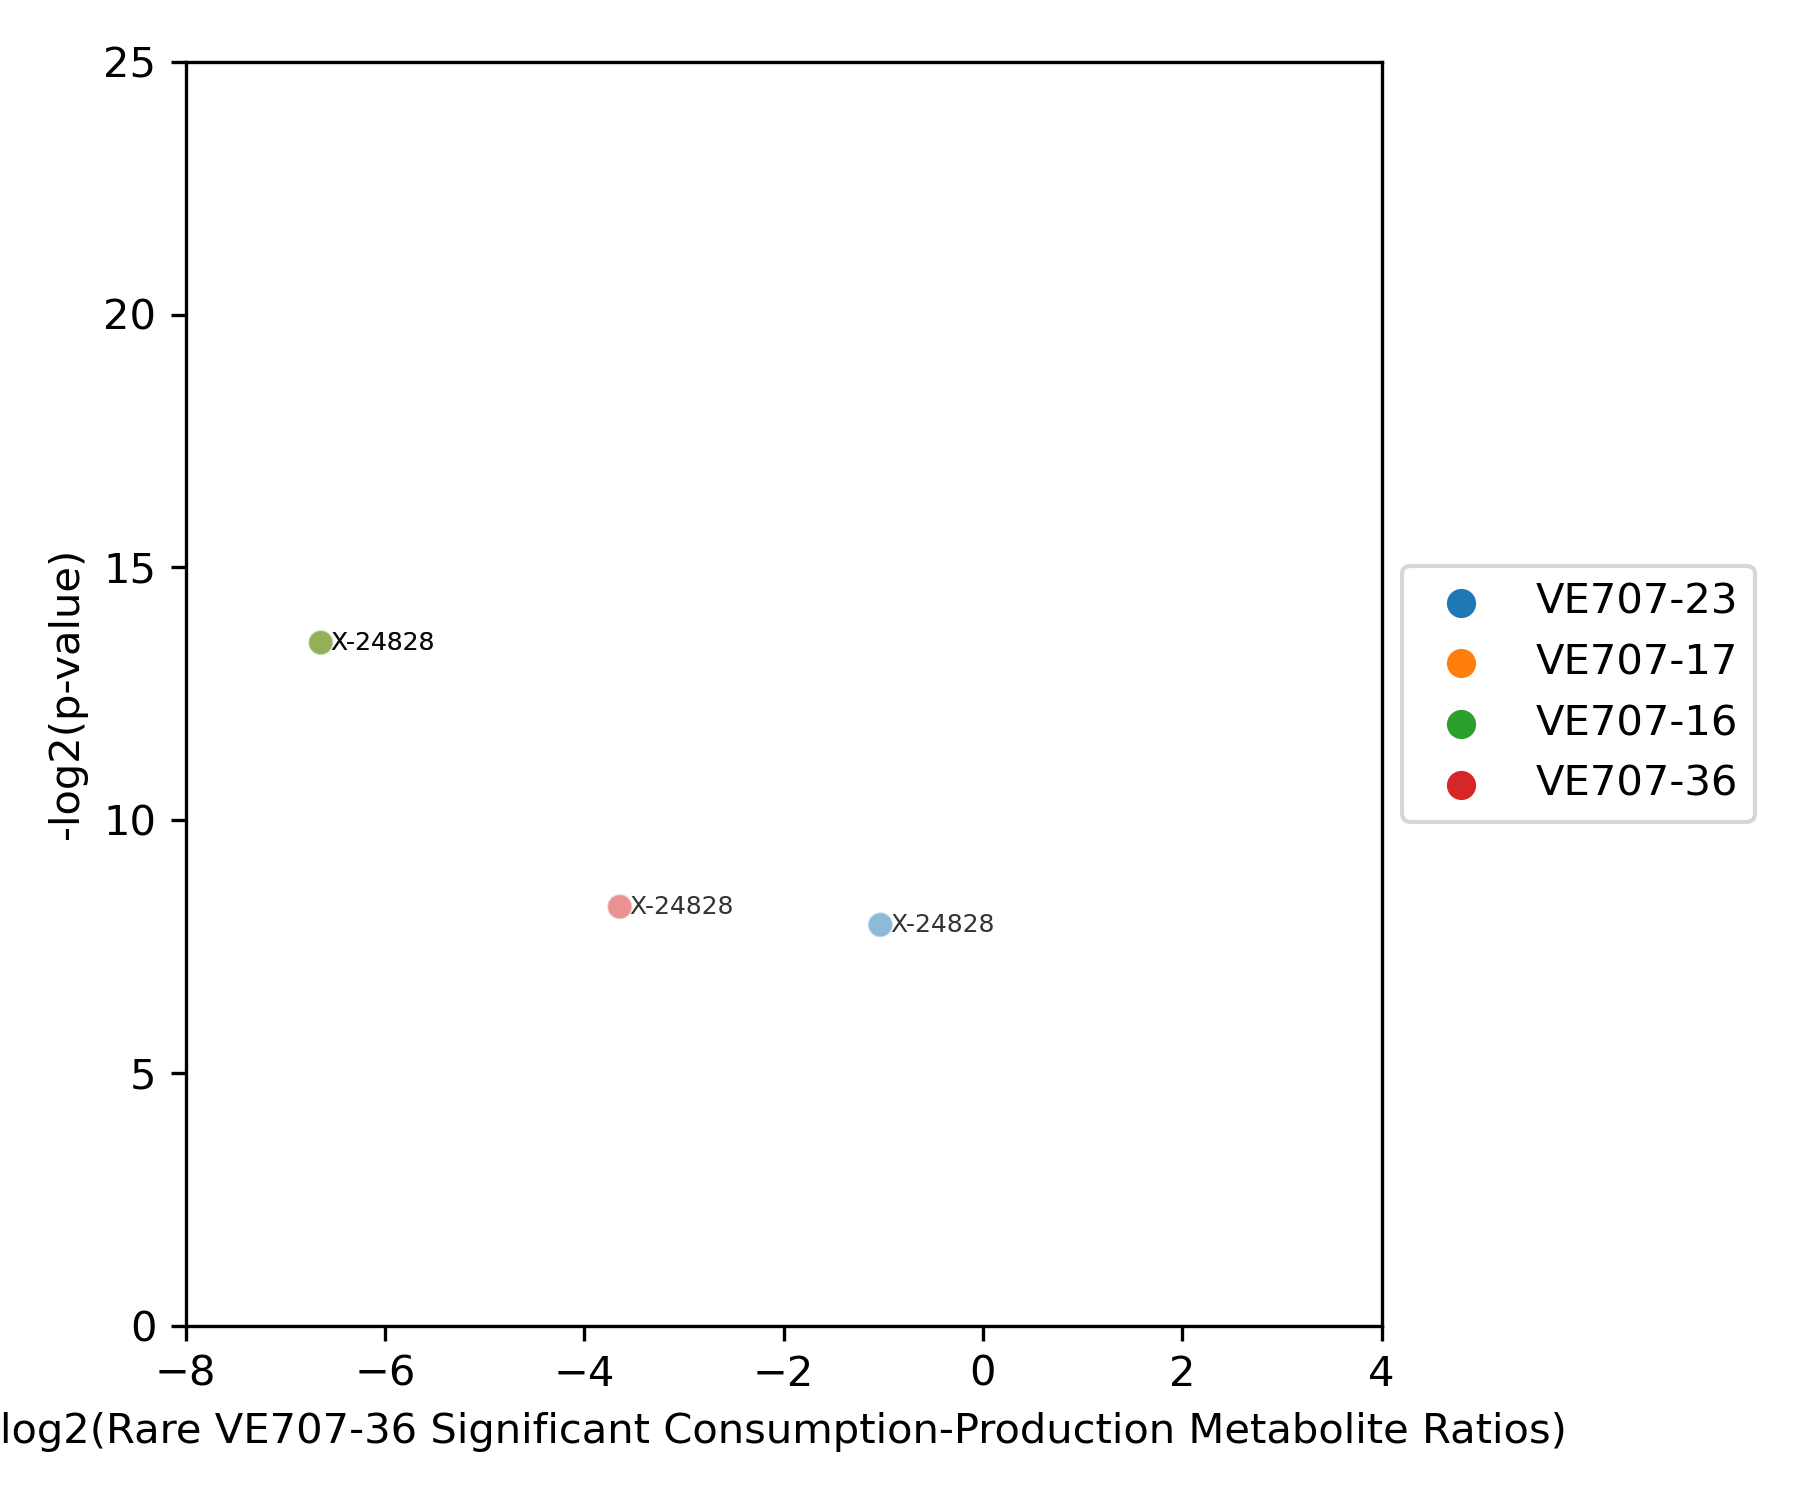 25
20
15
10
5
0
-log2(p-value)
X-24828
X-24828
X-24828
VE707-23
VE707-17
VE707-16
VE707-36
−8 −6 −4 −2 0 2 4
log2(Rare VE707-36 Significant Consumption-Production Metabolite Ratios)